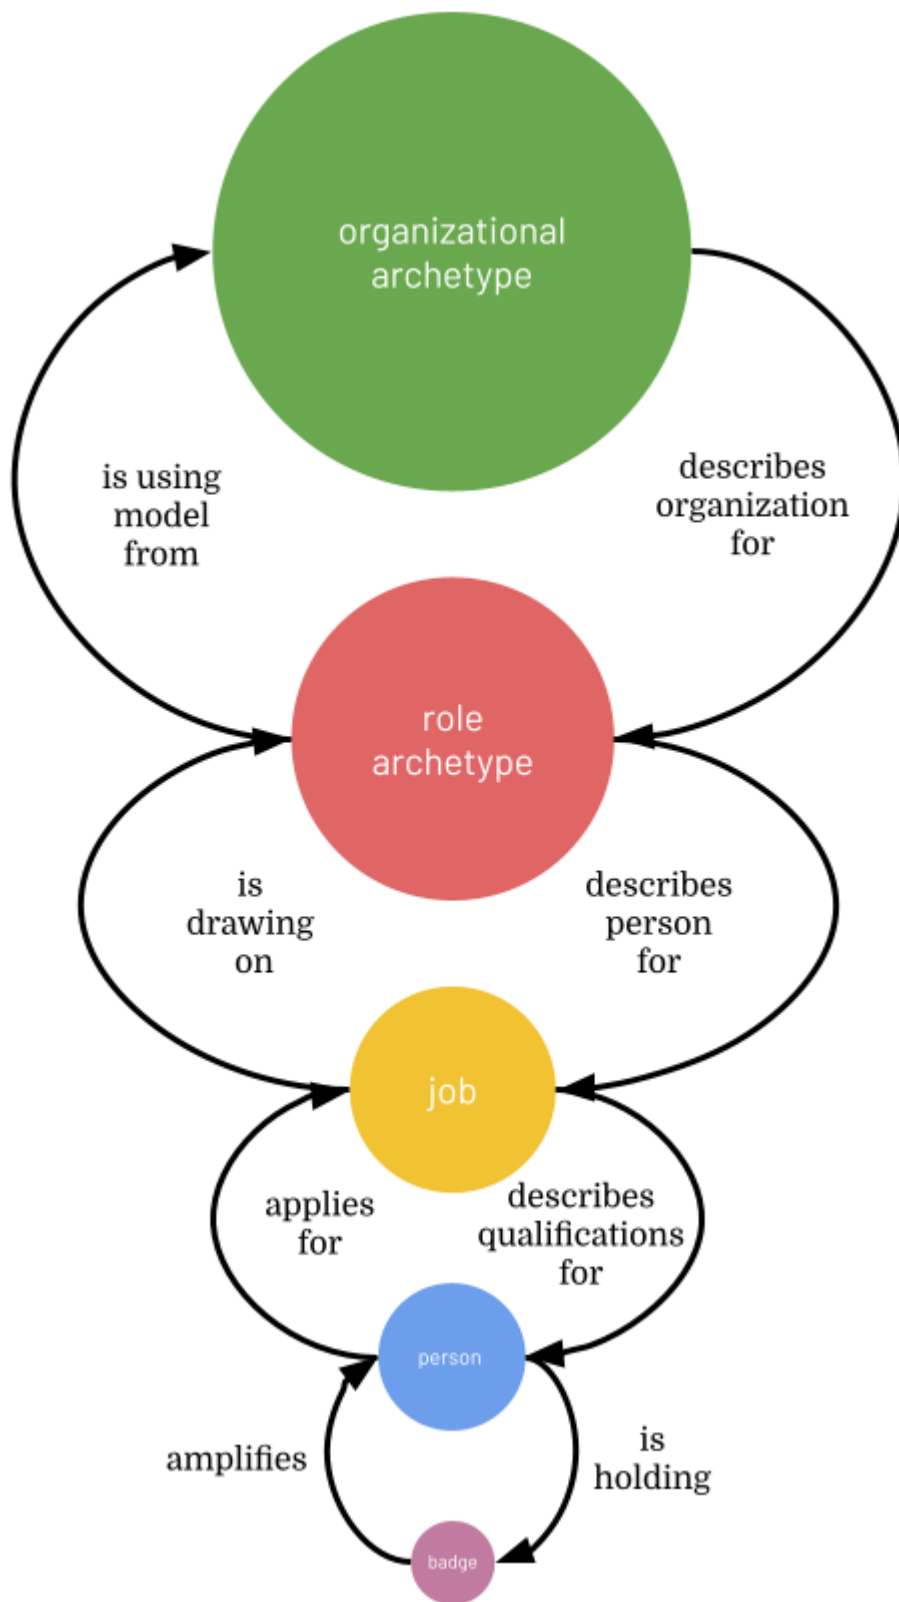 organizational
archetype
is using
model
from
describes
organization
for
role
archetype
is
drawing
on
describes
person
for
job
applies
for
describes
qualifications
for
person
amplifies
is
holding
badge